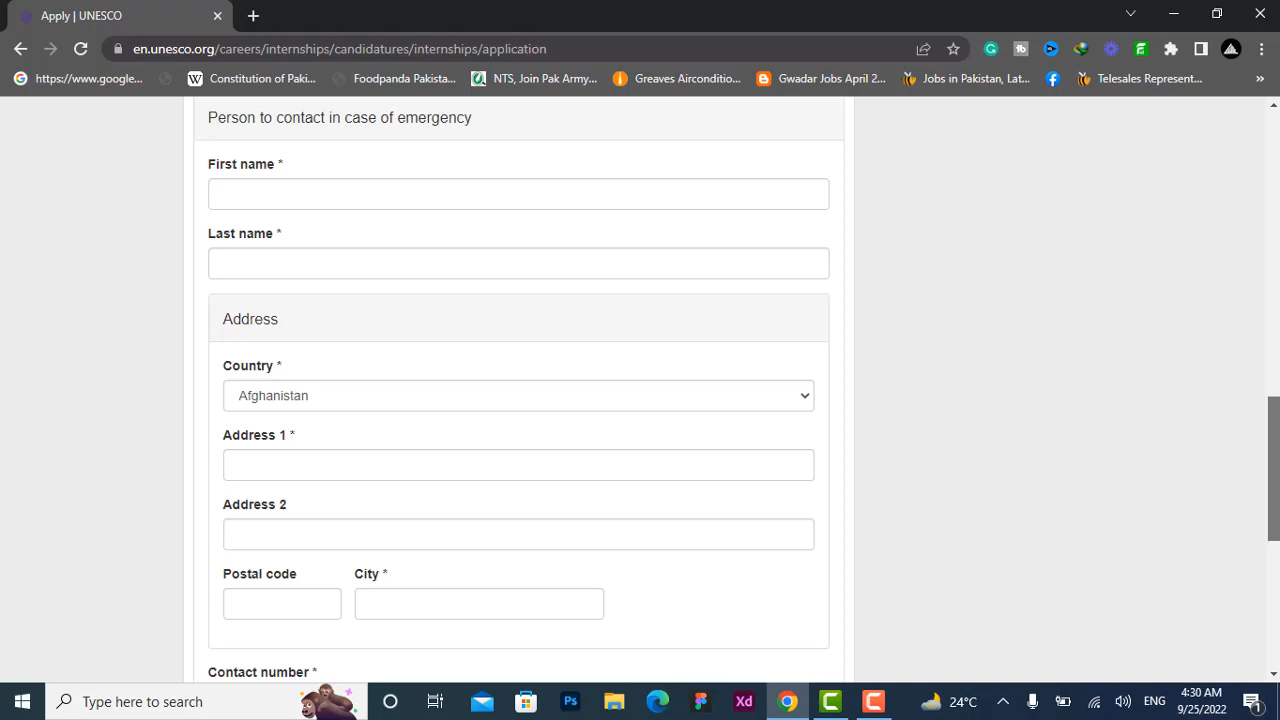 Apply | UNESCO
en.unesco.org/careers/internships/candidatures/internships/application
https://www.google...
Constitution of Paki...
Foodpanda Pakista...
NTS, Join Pak Army,...
Greaves Airconditio...
Gwadar Jobs April 2...
Jobs in Pakistan, Lat...
Telesales Represent...
»
Person to contact in case of emergency
First name *
Last name *
Address
Country *
Afghanistan
Address 1 *
Address 2
Postal code City *
Contact number *
Type here to search
Ps
Xd
24°C
ENG
4:30 AM
9/25/2022
1